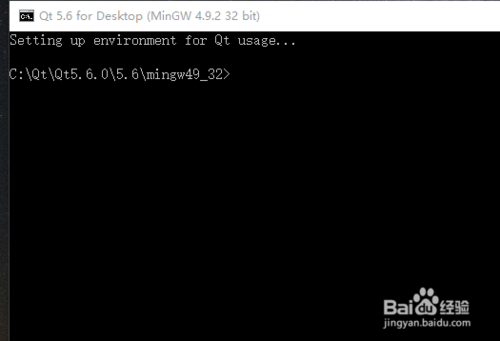 Qt 5.6 for Desktop (MinGW 4.9.2 32 bit)
Setting up environment for Qt usage...
C:\Qt\Qt5.6.0\5.6\mingw49_32>
Bai du 经验
jingyan.baidu.com